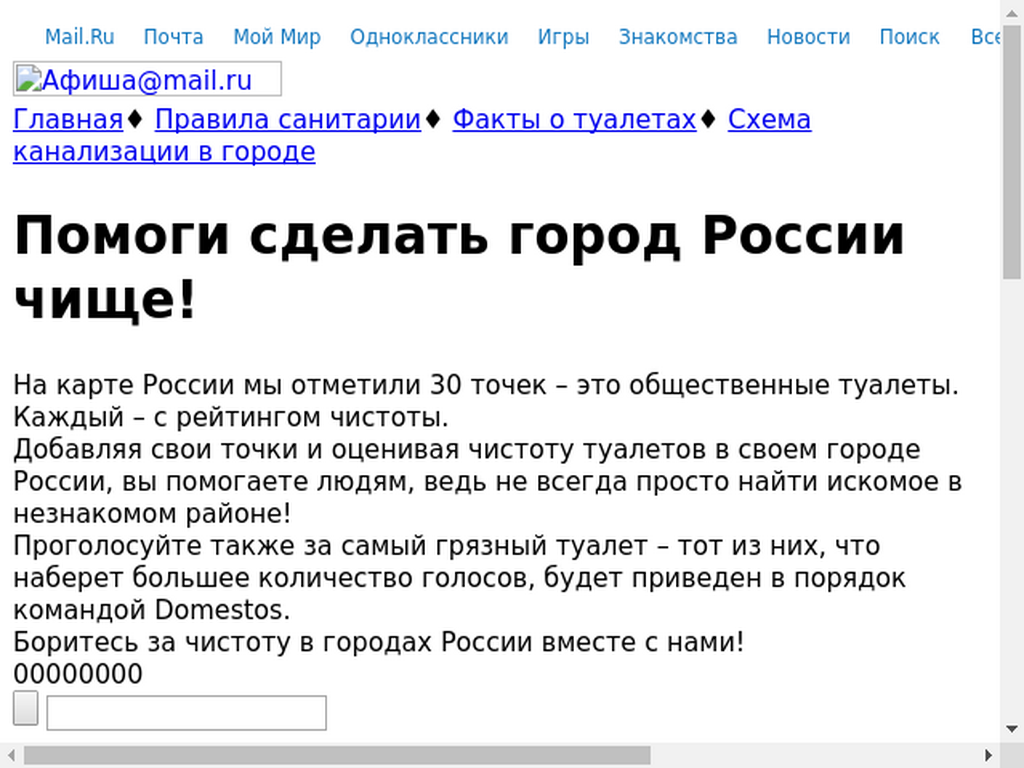 Mail.Ru Почта Мой Мир Одноклассники Игры Знакомства Новости Поиск
Афиша@mail.ru
Главная♦ Правила санитарии♦ Факты о туалетах♦ Схема
канализации в городе
Помоги сделать город России
чище!
На карте России мы отметили 30 точек – это общественные туалеты.
Каждый – с рейтингом чистоты.
Добавляя свои точки и оценивая чистоту туалетов в своем городе
России, вы помогаете людям, ведь не всегда просто найти искомое в
незнакомом районе!
Проголосуйте также за самый грязный туалет – тот из них, что
наберет большее количество голосов, будет приведен в порядок
командой Domestos.
Боритесь за чистоту в городах России вместе с нами!
00000000